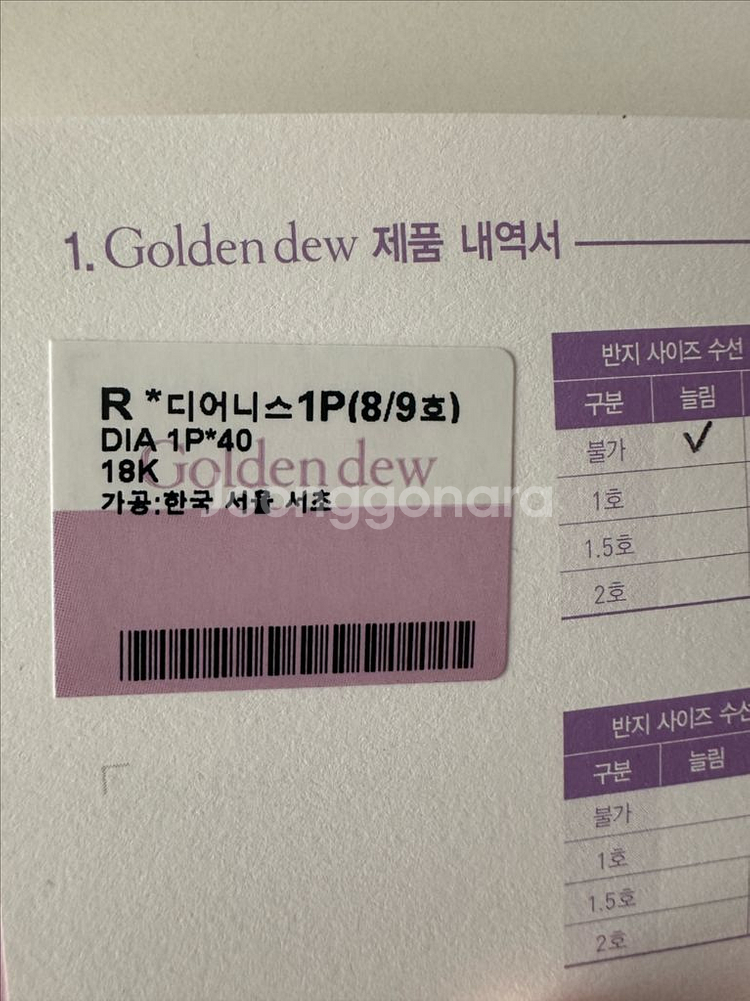 1. Golden dew 제품 내역서
R *디어니스1P(8/9호)
DIA 1P*40
18K
Golden dew
가공:한국 서울 서초
Joonggonara
반지 사이즈 수선
구분 늘림
불가 ✓
1호
1.5호
2호
반지 사이즈 수선
구분 늘림
불가
1호
1.5호
2호